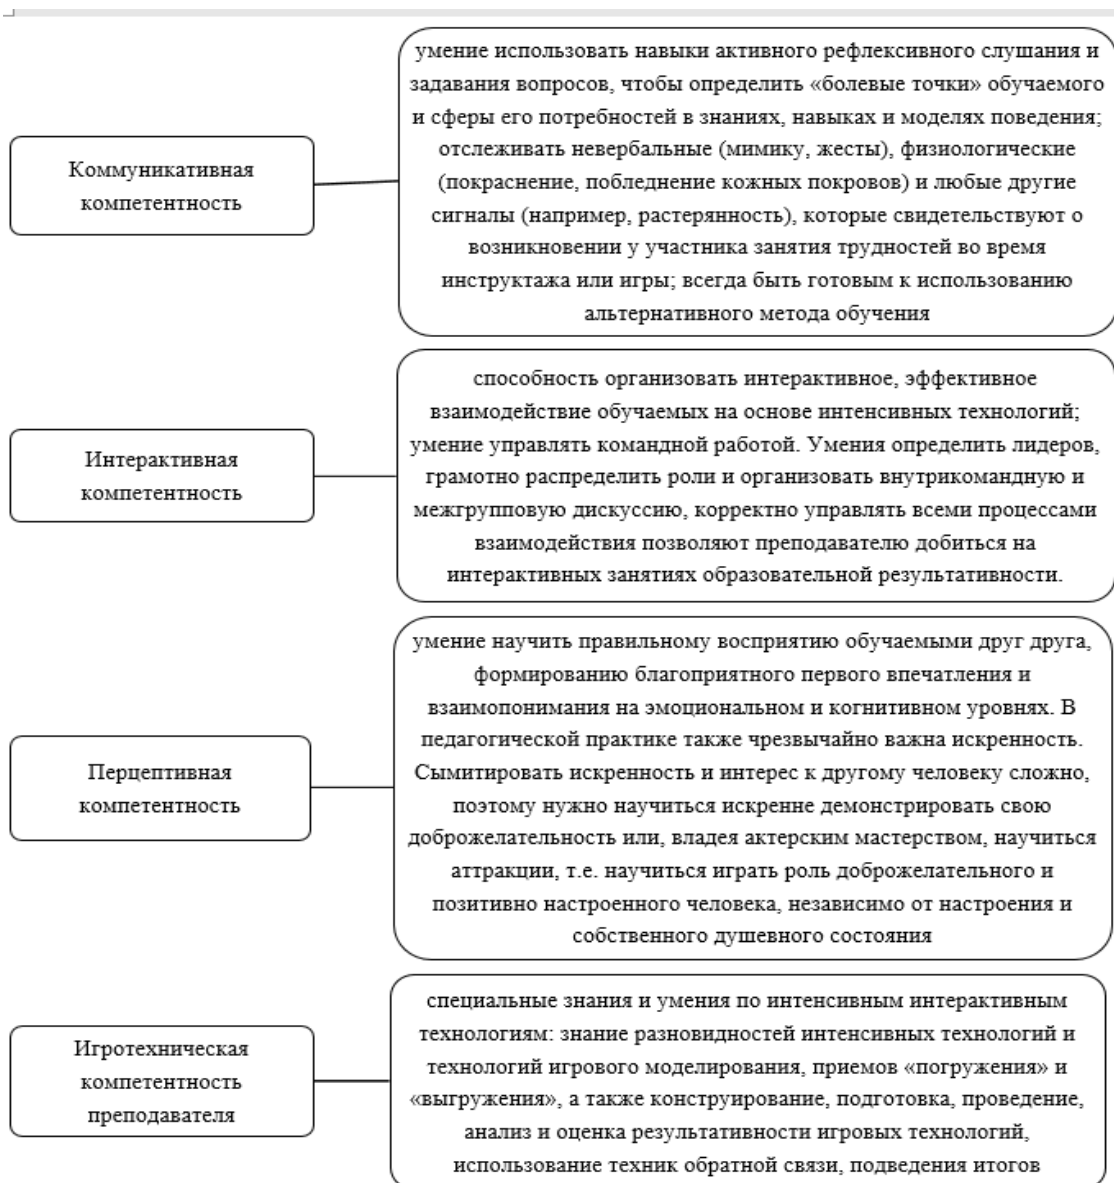 Коммуникативная
компетентность
умение использовать навыки активного рефлексивного слушания и
задавания вопросов, чтобы определить «болевые точки» обучаемого
и сферы его потребностей в знаниях, навыках и моделях поведения;
отслеживать невербальные (мимику, жесты), физиологические
(покраснение, побледнение кожных покровов) и любые другие
сигналы (например, растерянность), которые свидетельствуют о
возникновении у участника занятия трудностей во время
инструктажа или игры; всегда быть готовым к использованию
альтернативного метода обучения
Интерактивная
компетентность
способность организовать интерактивное, эффективное
взаимодействие обучаемых на основе интенсивных технологий;
умение управлять командной работой. Умения определить лидеров,
грамотно распределить роли и организовать внутрикомандную и
межгрупповую дискуссию, корректно управлять всеми процессами
взаимодействия позволяют преподавателю добиться на
интерактивных занятиях образовательной результативности.
Перцептивная
компетентность
умение научить правильному восприятию обучаемыми друг друга,
формированию благоприятного первого впечатления и
взаимопонимания на эмоциональном и когнитивном уровнях. В
педагогической практике также чрезвычайно важна искренность.
Сымитировать искренность и интерес к другому человеку сложно,
поэтому нужно научиться искренне демонстрировать свою
доброжелательность или, владея актерским мастерством, научиться
аттракции, т.е. научиться играть роль доброжелательного и
позитивно настроенного человека, независимо от настроения и
собственного душевного состояния
Игротехническая
компетентность
преподавателя
специальные знания и умения по интенсивным интерактивным
технологиям: знание разновидностей интенсивных технологий и
технологий игрового моделирования, приемов «погружения» и
«выгружения», а также конструирование, подготовка, проведение,
анализ и оценка результативности игровых технологий,
использование техник обратной связи, подведения итогов